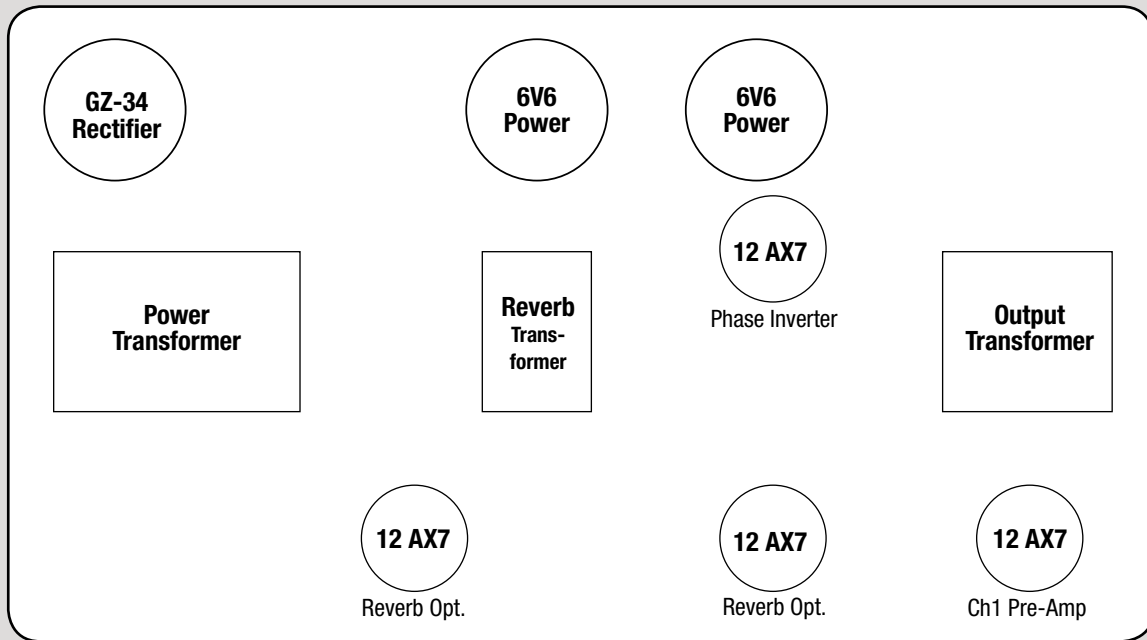 GZ-34
Rectifier
6V6
Power
6V6
Power
12 AX7
Phase Inverter
Power
Transformer
Reverb
Trans-
former
Output
Transformer
12 AX7
Reverb Opt.
12 AX7
Reverb Opt.
12 AX7
Ch1 Pre-Amp